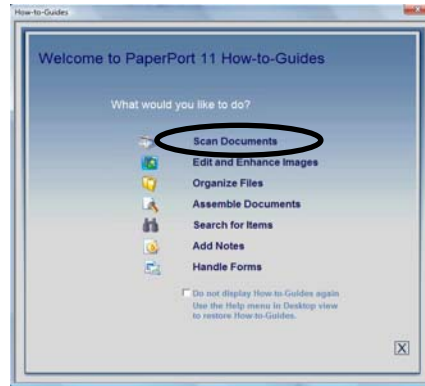 How-to-Guides
Welcome to PaperPort 11 How-to-Guides
What would you like to do?
Scan Documents
Edit and Enhance Images
Organize Files
Assemble Documents
Search for Items
Add Notes
Handle Forms
Do not display How-to-Guides again
Use the Help menu in Desktop view
to restore How-to-Guides.
X